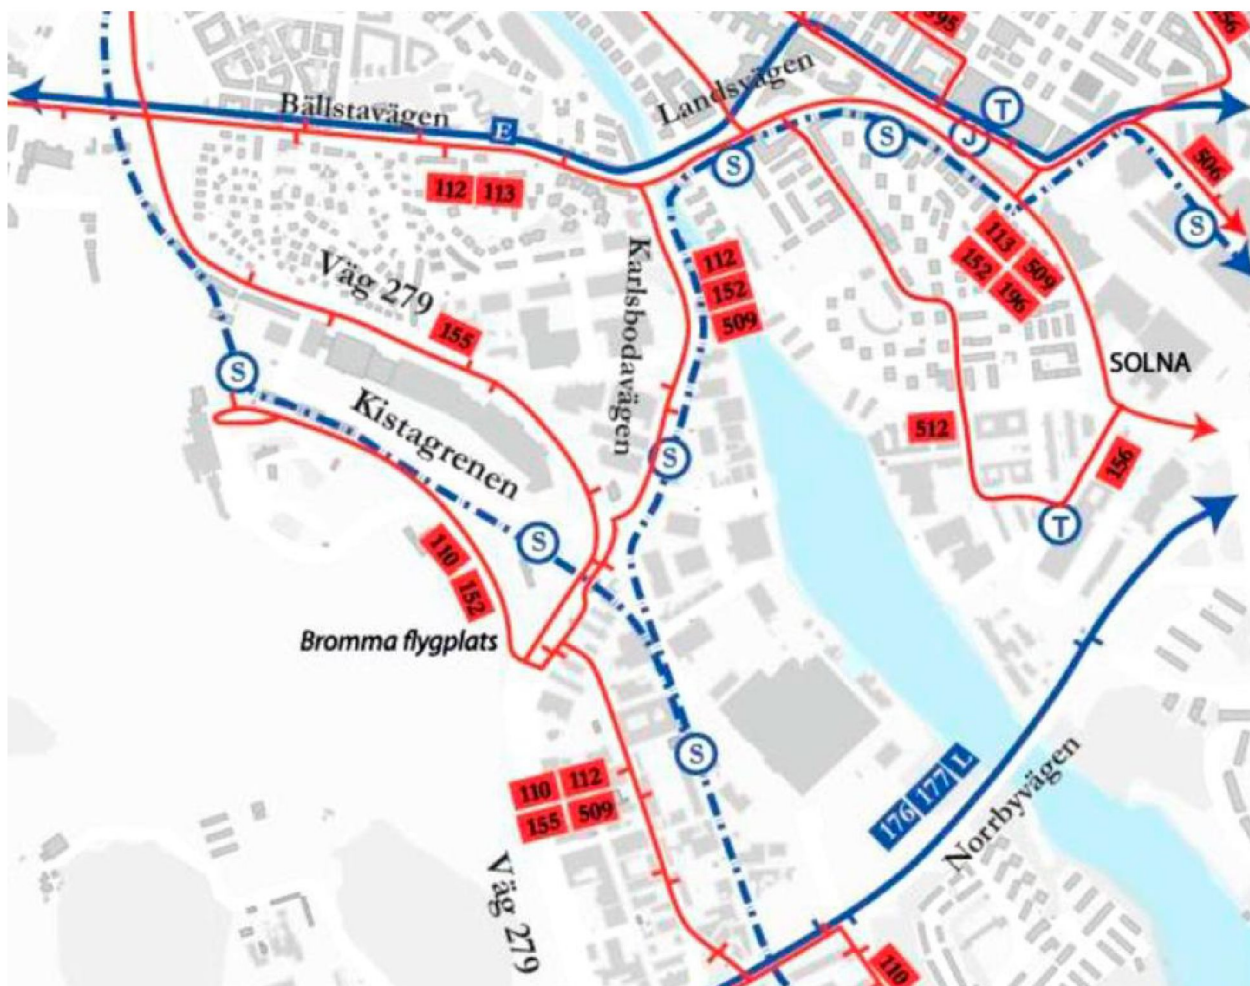 595
T
J
S
Landsvägen
Bällstavägen
E
S
112 113
506
S
113
509
152
196
112
152
509
Väg 279
155
Karlsbodavägen
SOLNA
S
Kistagrenen
512
156
S
T
S
110
152
Bromma flygplats
S
110 112
155 509
176 177 L
Norrbyvägen
Väg 279
110